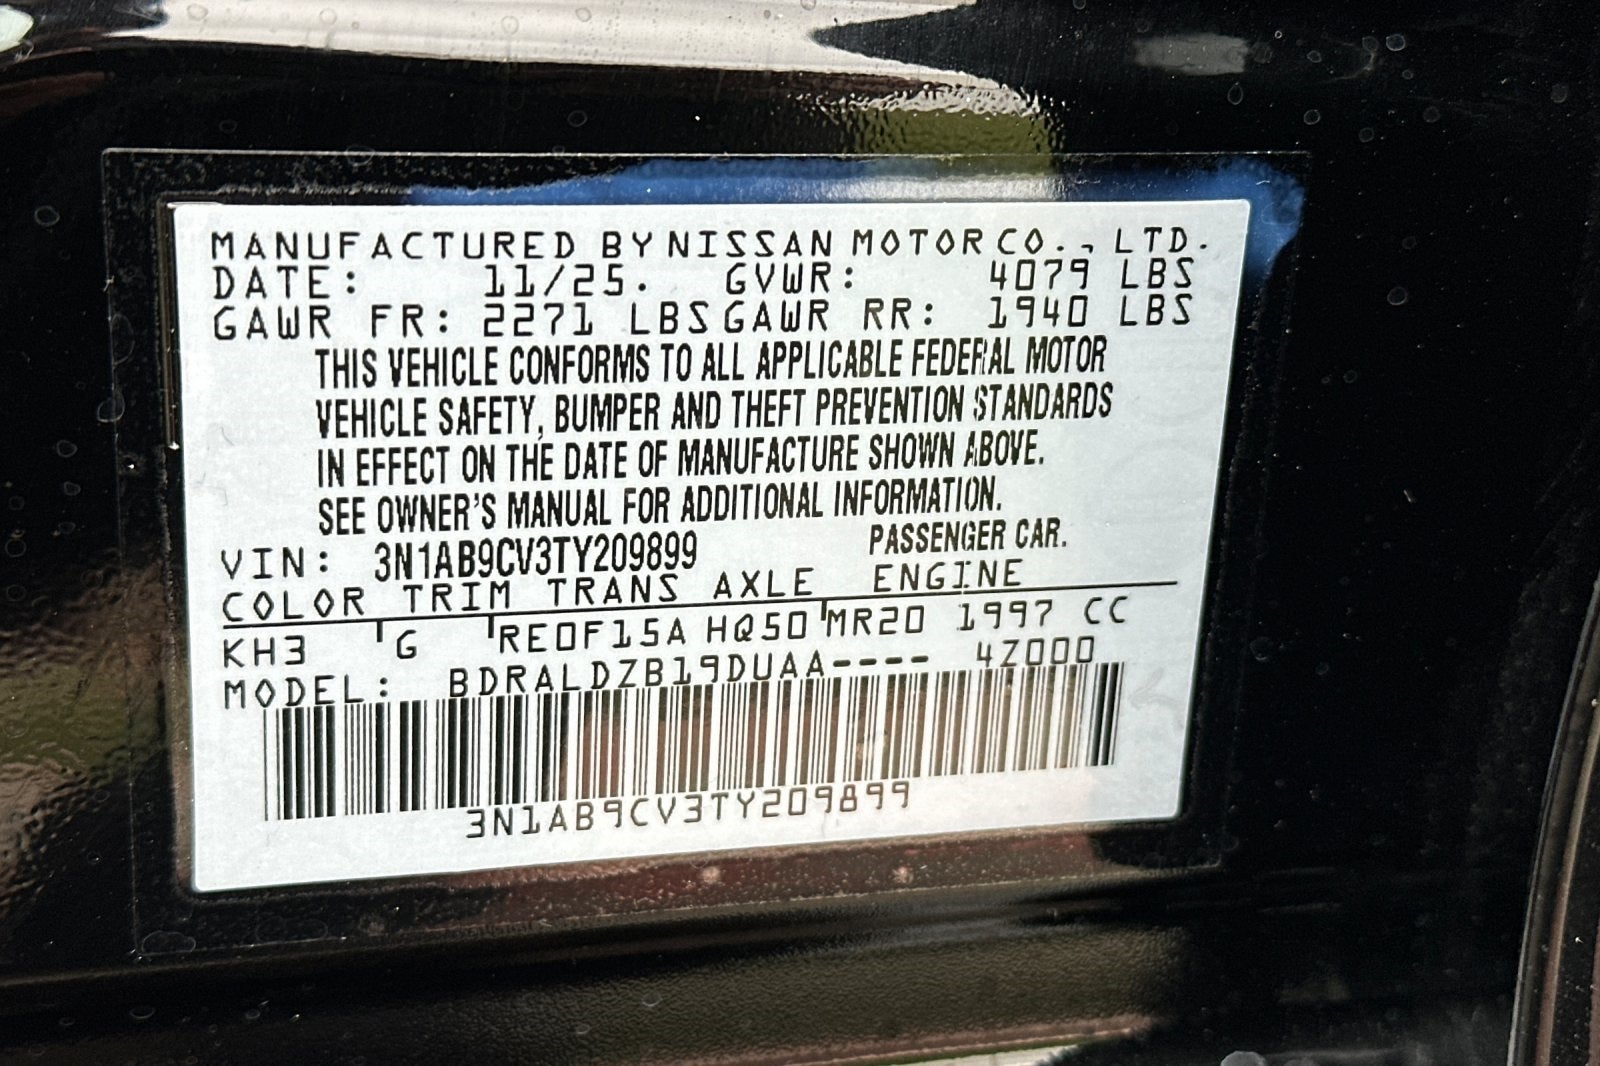 MANUFACTURED BY NISSAN MOTOR CO., LTD.
DATE: 11/25. GVWR: 4079 LBS
GAWR FR: 2271 LBS GAWR RR: 1940 LBS
THIS VEHICLE CONFORMS TO ALL APPLICABLE FEDERAL MOTOR
VEHICLE SAFETY, BUMPER AND THEFT PREVENTION STANDARDS
IN EFFECT ON THE DATE OF MANUFACTURE SHOWN ABOVE.
SEE OWNER'S MANUAL FOR ADDITIONAL INFORMATION.
VIN: 3N1AB9CV3TY209899 PASSENGER CAR.
COLOR TRIM TRANS AXLE ENGINE
KH3 G RE0F15A HQ50 MR20 1997 CC
MODEL: BDRALDZB19DUAA---- 4Z000
3N1AB9CV3TY209899